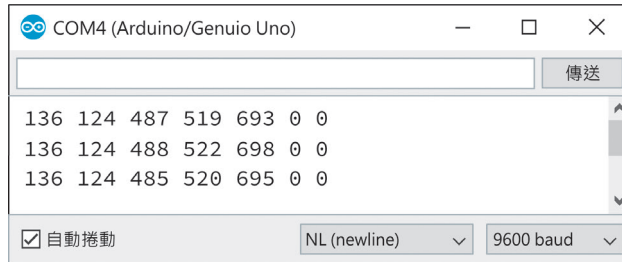 COM4 (Arduino/Genuio Uno)
傳送
136 124 487 519 693 0 0
136 124 488 522 698 0 0
136 124 485 520 695 0 0
自動捲動 NL (newline) 9600 baud